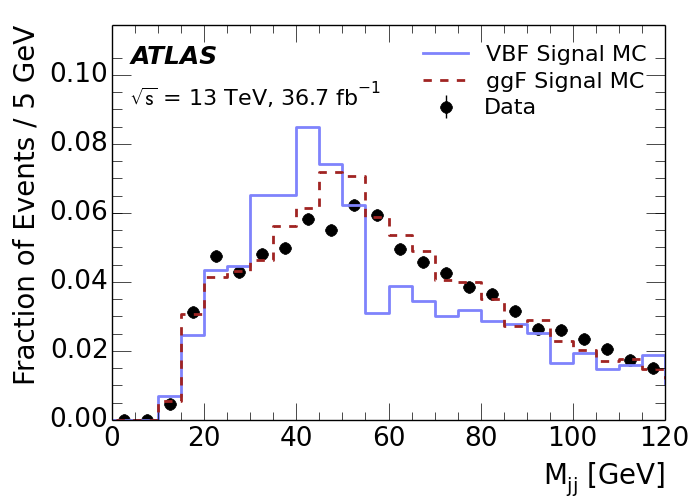 ATLAS
√s = 13 TeV, 36.7 fb⁻¹
VBF Signal MC
ggF Signal MC
Data
Fraction of Events / 5 GeV
0.10
0.08
0.06
0.04
0.02
0.00
0 20 40 60 80 100 120
M_jj [GeV]